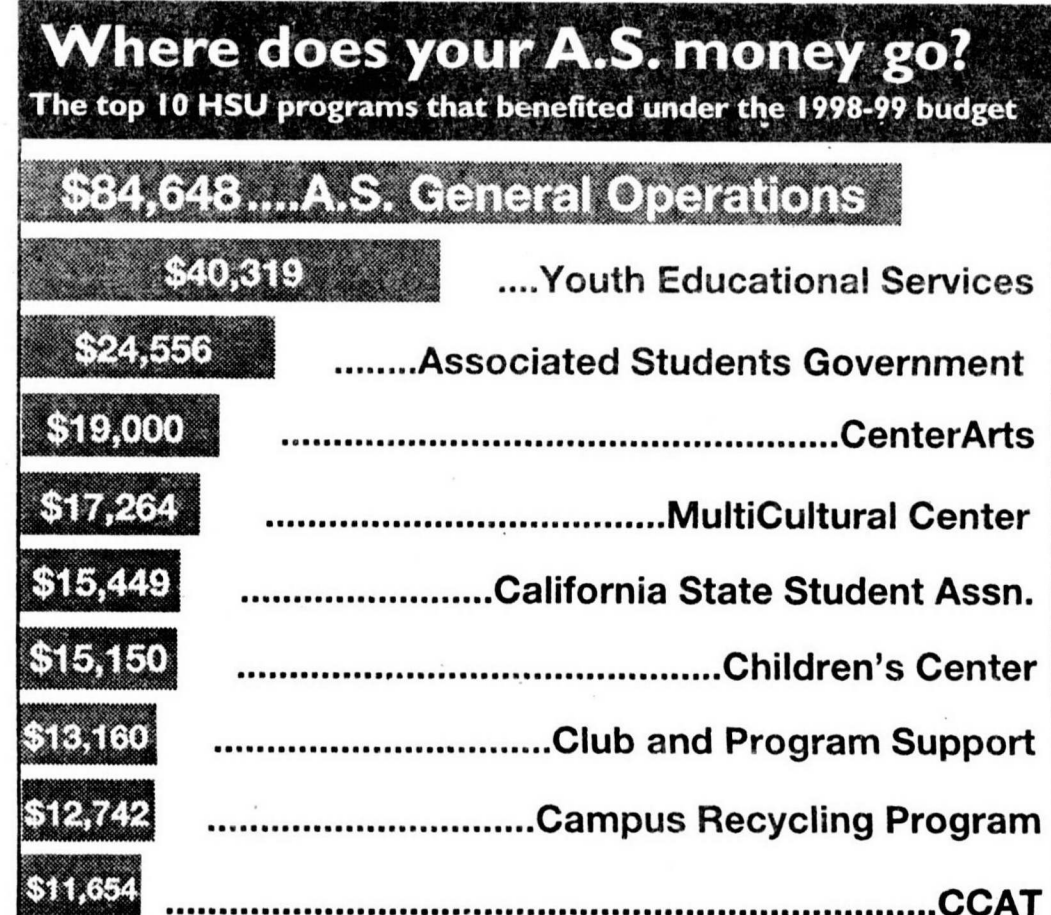 Where does your A.S. money go?
The top 10 HSU programs that benefited under the 1998-99 budget
$84,648....A.S. General Operations
$40,319 ....Youth Educational Services
$24,556 ........Associated Students Government
$19,000 .....................................................CenterArts
$17,264 ......................................MultiCultural Center
$15,449 ........................California State Student Assn.
$15,150 ..............................................Children's Center
$13,160 ................................Club and Program Support
$12,742 ...............................Campus Recycling Program
$11,654 .........................................................................CCAT